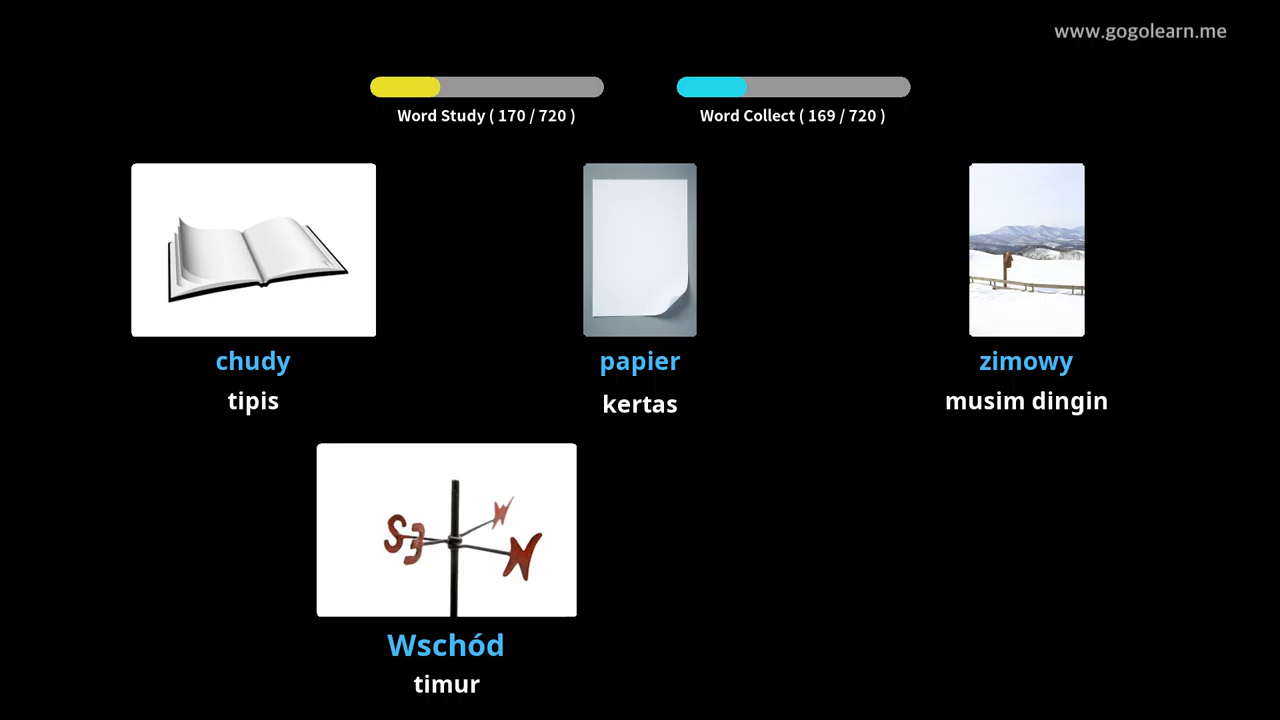 www.gogolearn.me
Word Study ( 170 / 720 )
Word Collect ( 169 / 720 )
chudy
papier
zimowy
tipis
kertas
musim dingin
Wschód
timur